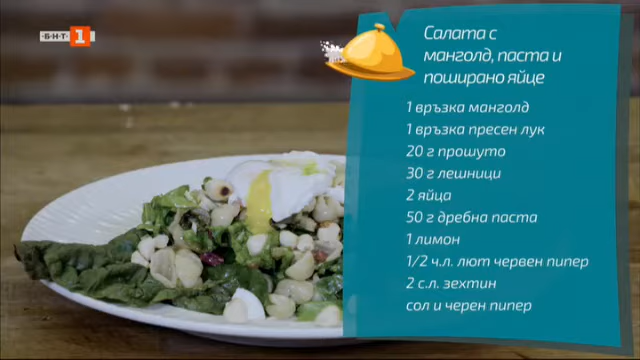 БНТ 1
Салата с
манголд, паста и
поширано яйце
1 връзка манголд
1 връзка пресен лук
20 г прошуто
30 г лешници
2 яйца
50 г дребна паста
1 лимон
1/2 ч.л. лют червен пипер
2 с.л. зехтин
сол и черен пипер